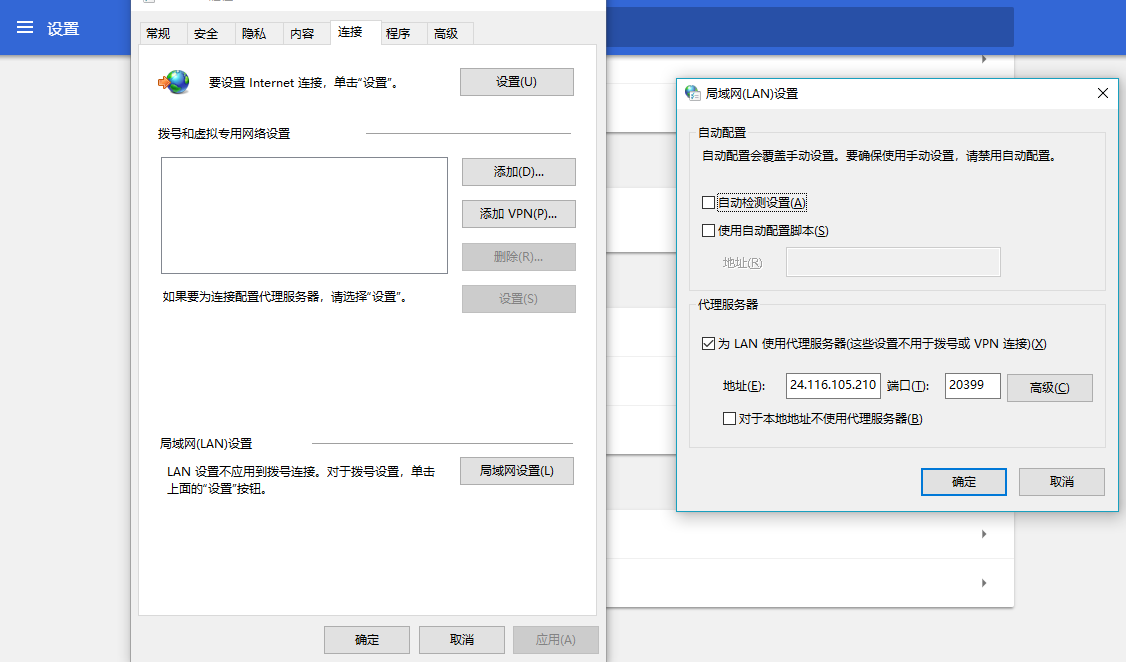 设置
常规
安全
隐私
内容
连接
程序
高级
要设置 Internet 连接，单击“设置”。
设置(U)
拨号和虚拟专用网络设置
添加(D)...
添加 VPN(P)...
删除(R)...
如果要为连接配置代理服务器，请选择“设置”。
设置(S)
局域网(LAN)设置
LAN 设置不应用到拨号连接。对于拨号设置，单击
上面的“设置”按钮。
局域网设置(L)
确定
取消
应用(A)
局域网(LAN)设置
自动配置
自动配置会覆盖手动设置。要确保使用手动设置，请禁用自动配置。
自动检测设置(A)
使用自动配置脚本(S)
地址(R)
代理服务器
为 LAN 使用代理服务器(这些设置不用于拨号或 VPN 连接)(X)
地址(E):
24.116.105.210
端口(T):
20399
高级(C)
对于本地地址不使用代理服务器(B)
确定
取消